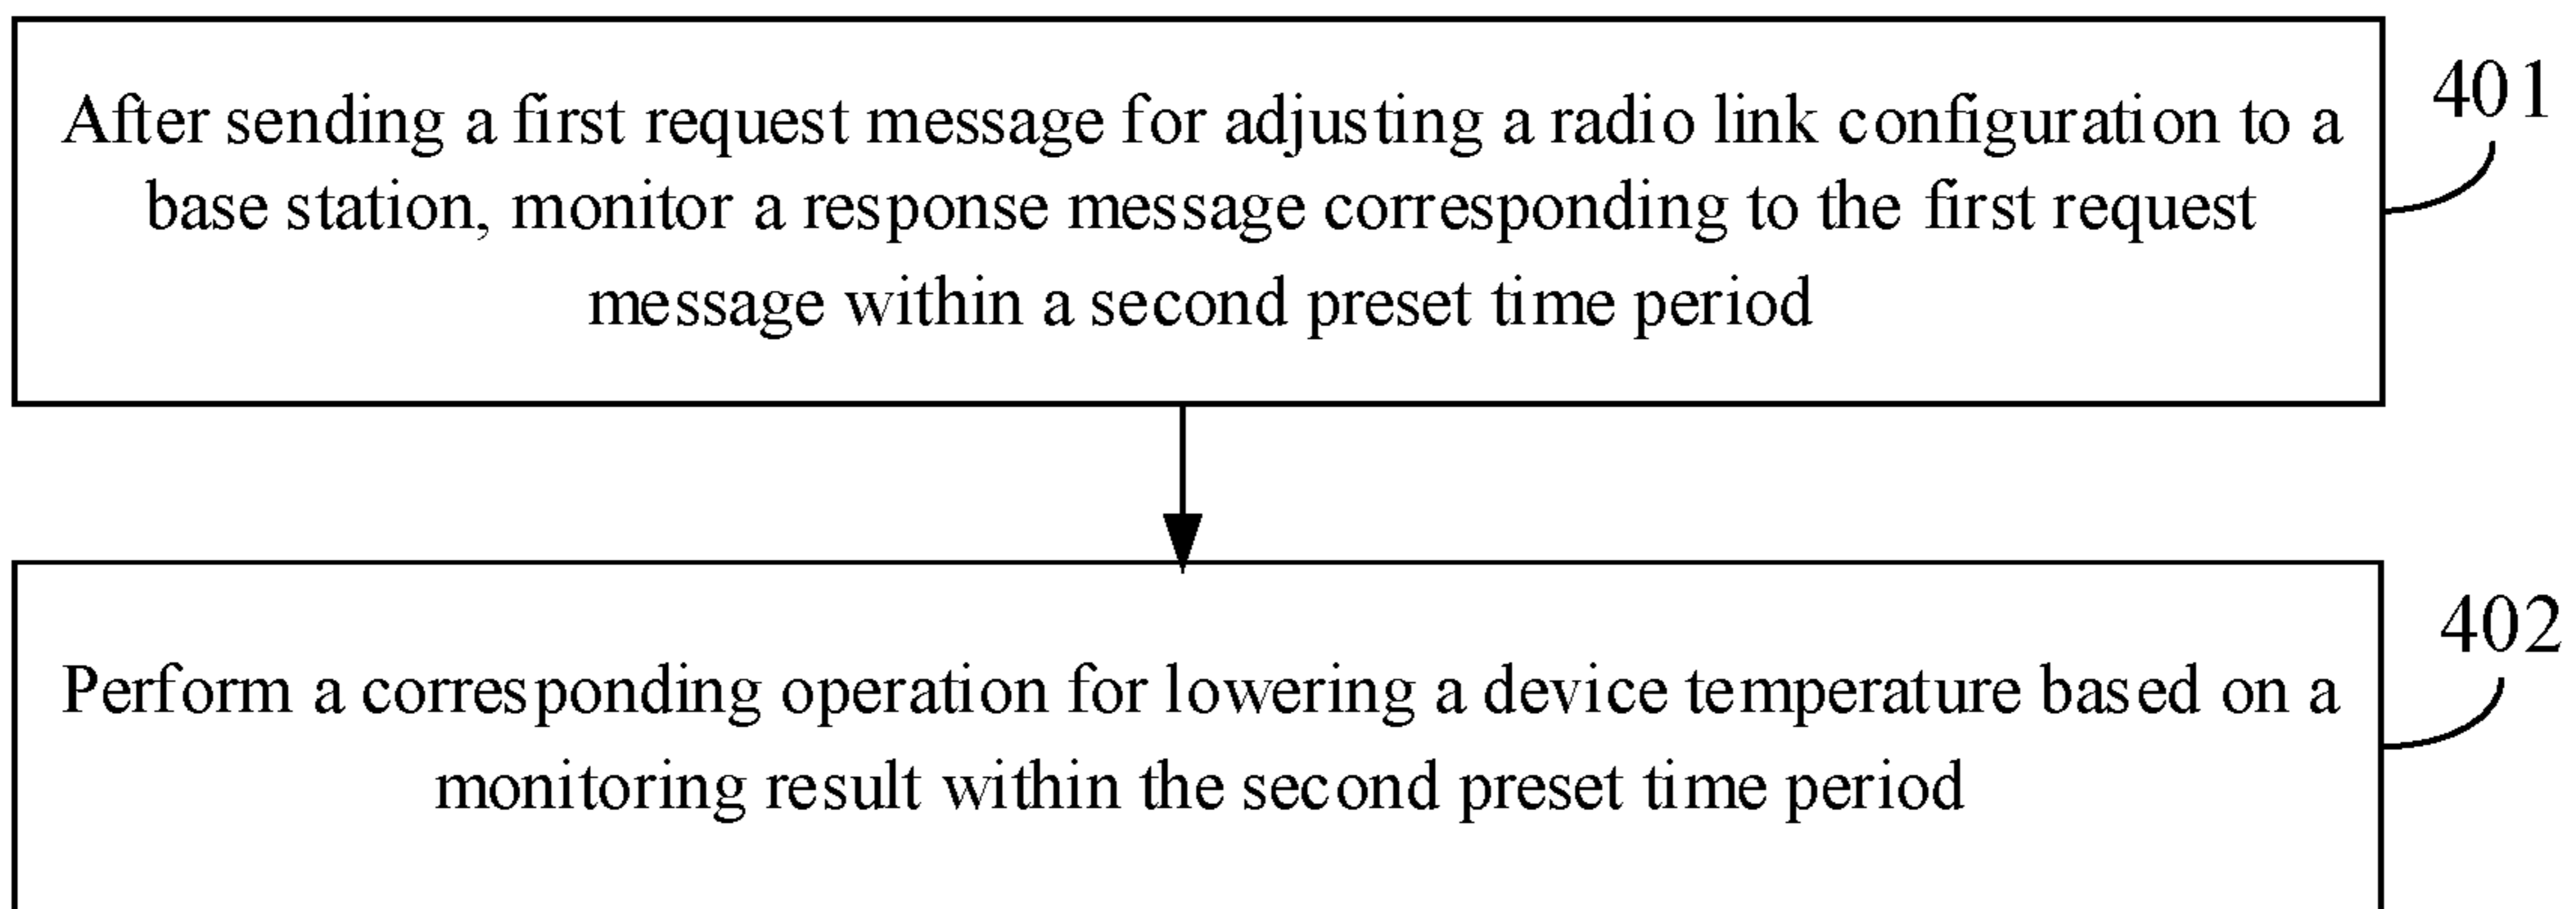 After sending a first request message for adjusting a radio link configuration to a
base station, monitor a response message corresponding to the first request
message within a second preset time period
401
Perform a corresponding operation for lowering a device temperature based on a
monitoring result within the second preset time period
402